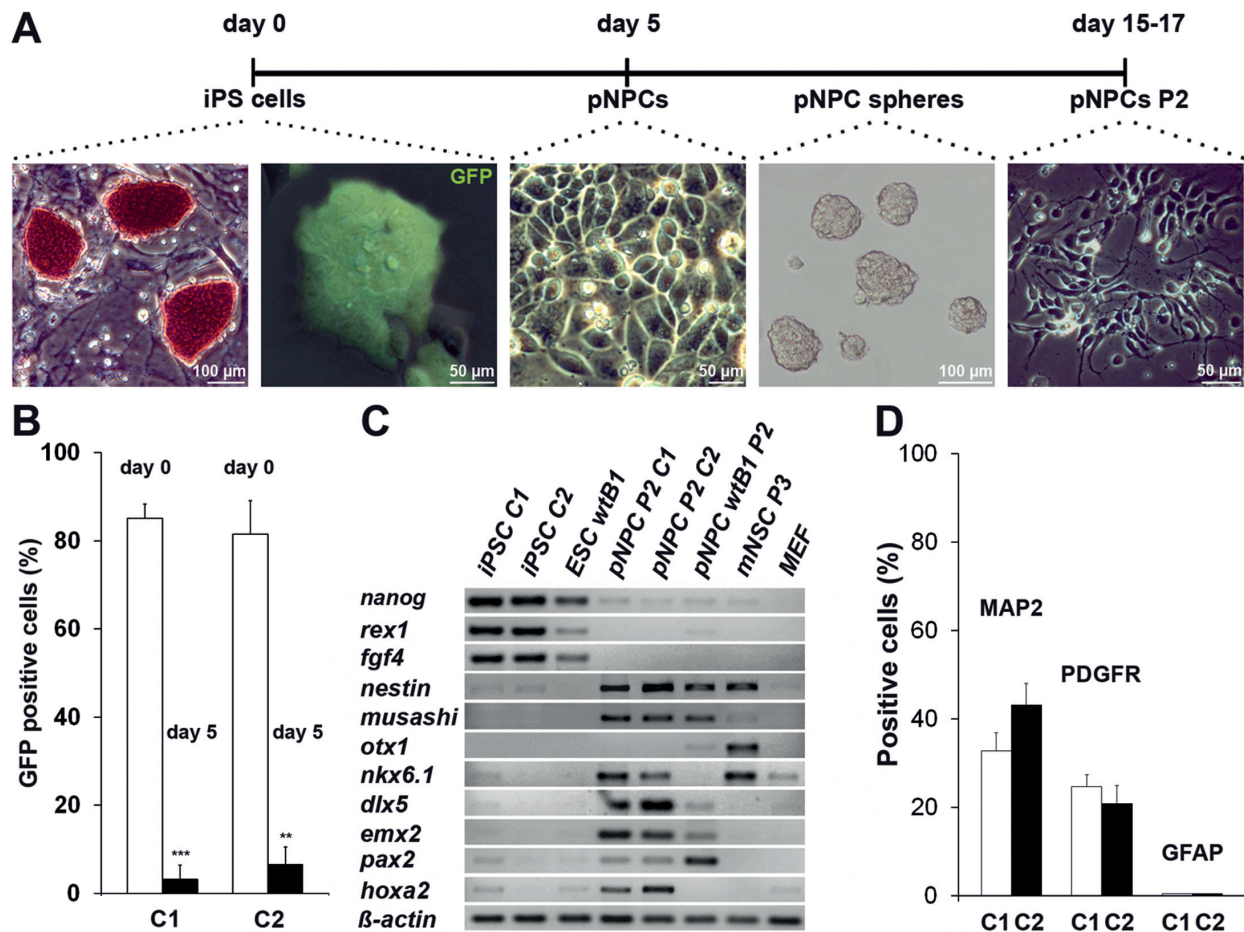 A
day 0 day 5 day 15-17
iPS cells pNPCs pNPC spheres pNPCs P2
GFP
100 µm 50 µm 50 µm 100 µm 50 µm
B
GFP positive cells (%)
100
80
60
40
20
0
day 0 day 0
day 5 day 5
*** **
C1 C2
C
iPSC C1
iPSC C2
ESC wtB1
pNPC P2 C1
pNPC P2 C2
pNPC wtB1 P2
mNSC P3
MEF
nanog
rex1
fgf4
nestin
musashi
otx1
nkx6.1
dlx5
emx2
pax2
hoxa2
ß-actin
D
Positive cells (%)
100
80
60
40
20
0
MAP2
PDGFR
GFAP
C1 C2 C1 C2 C1 C2